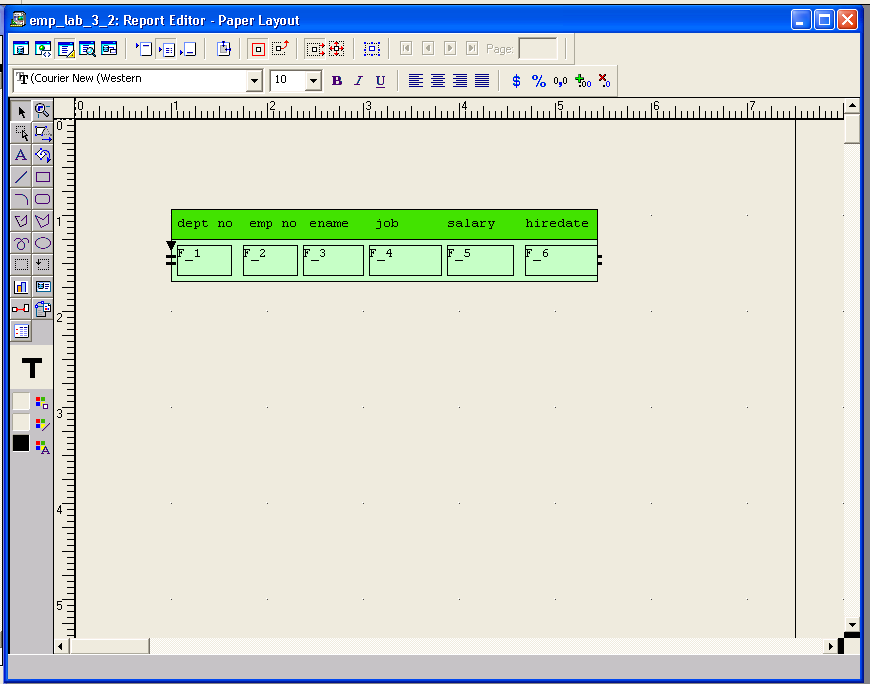 emp_lab_3_2: Report Editor - Paper Layout
Page:
(Courier New (Western
10
B I U
$ % 0,0 .00 .0
0 1 2 3 4 5 6 7
0
dept no emp no ename job salary hiredate
1
F_1 F_2 F_3 F_4 F_5 F_6
2
T
3
4
5